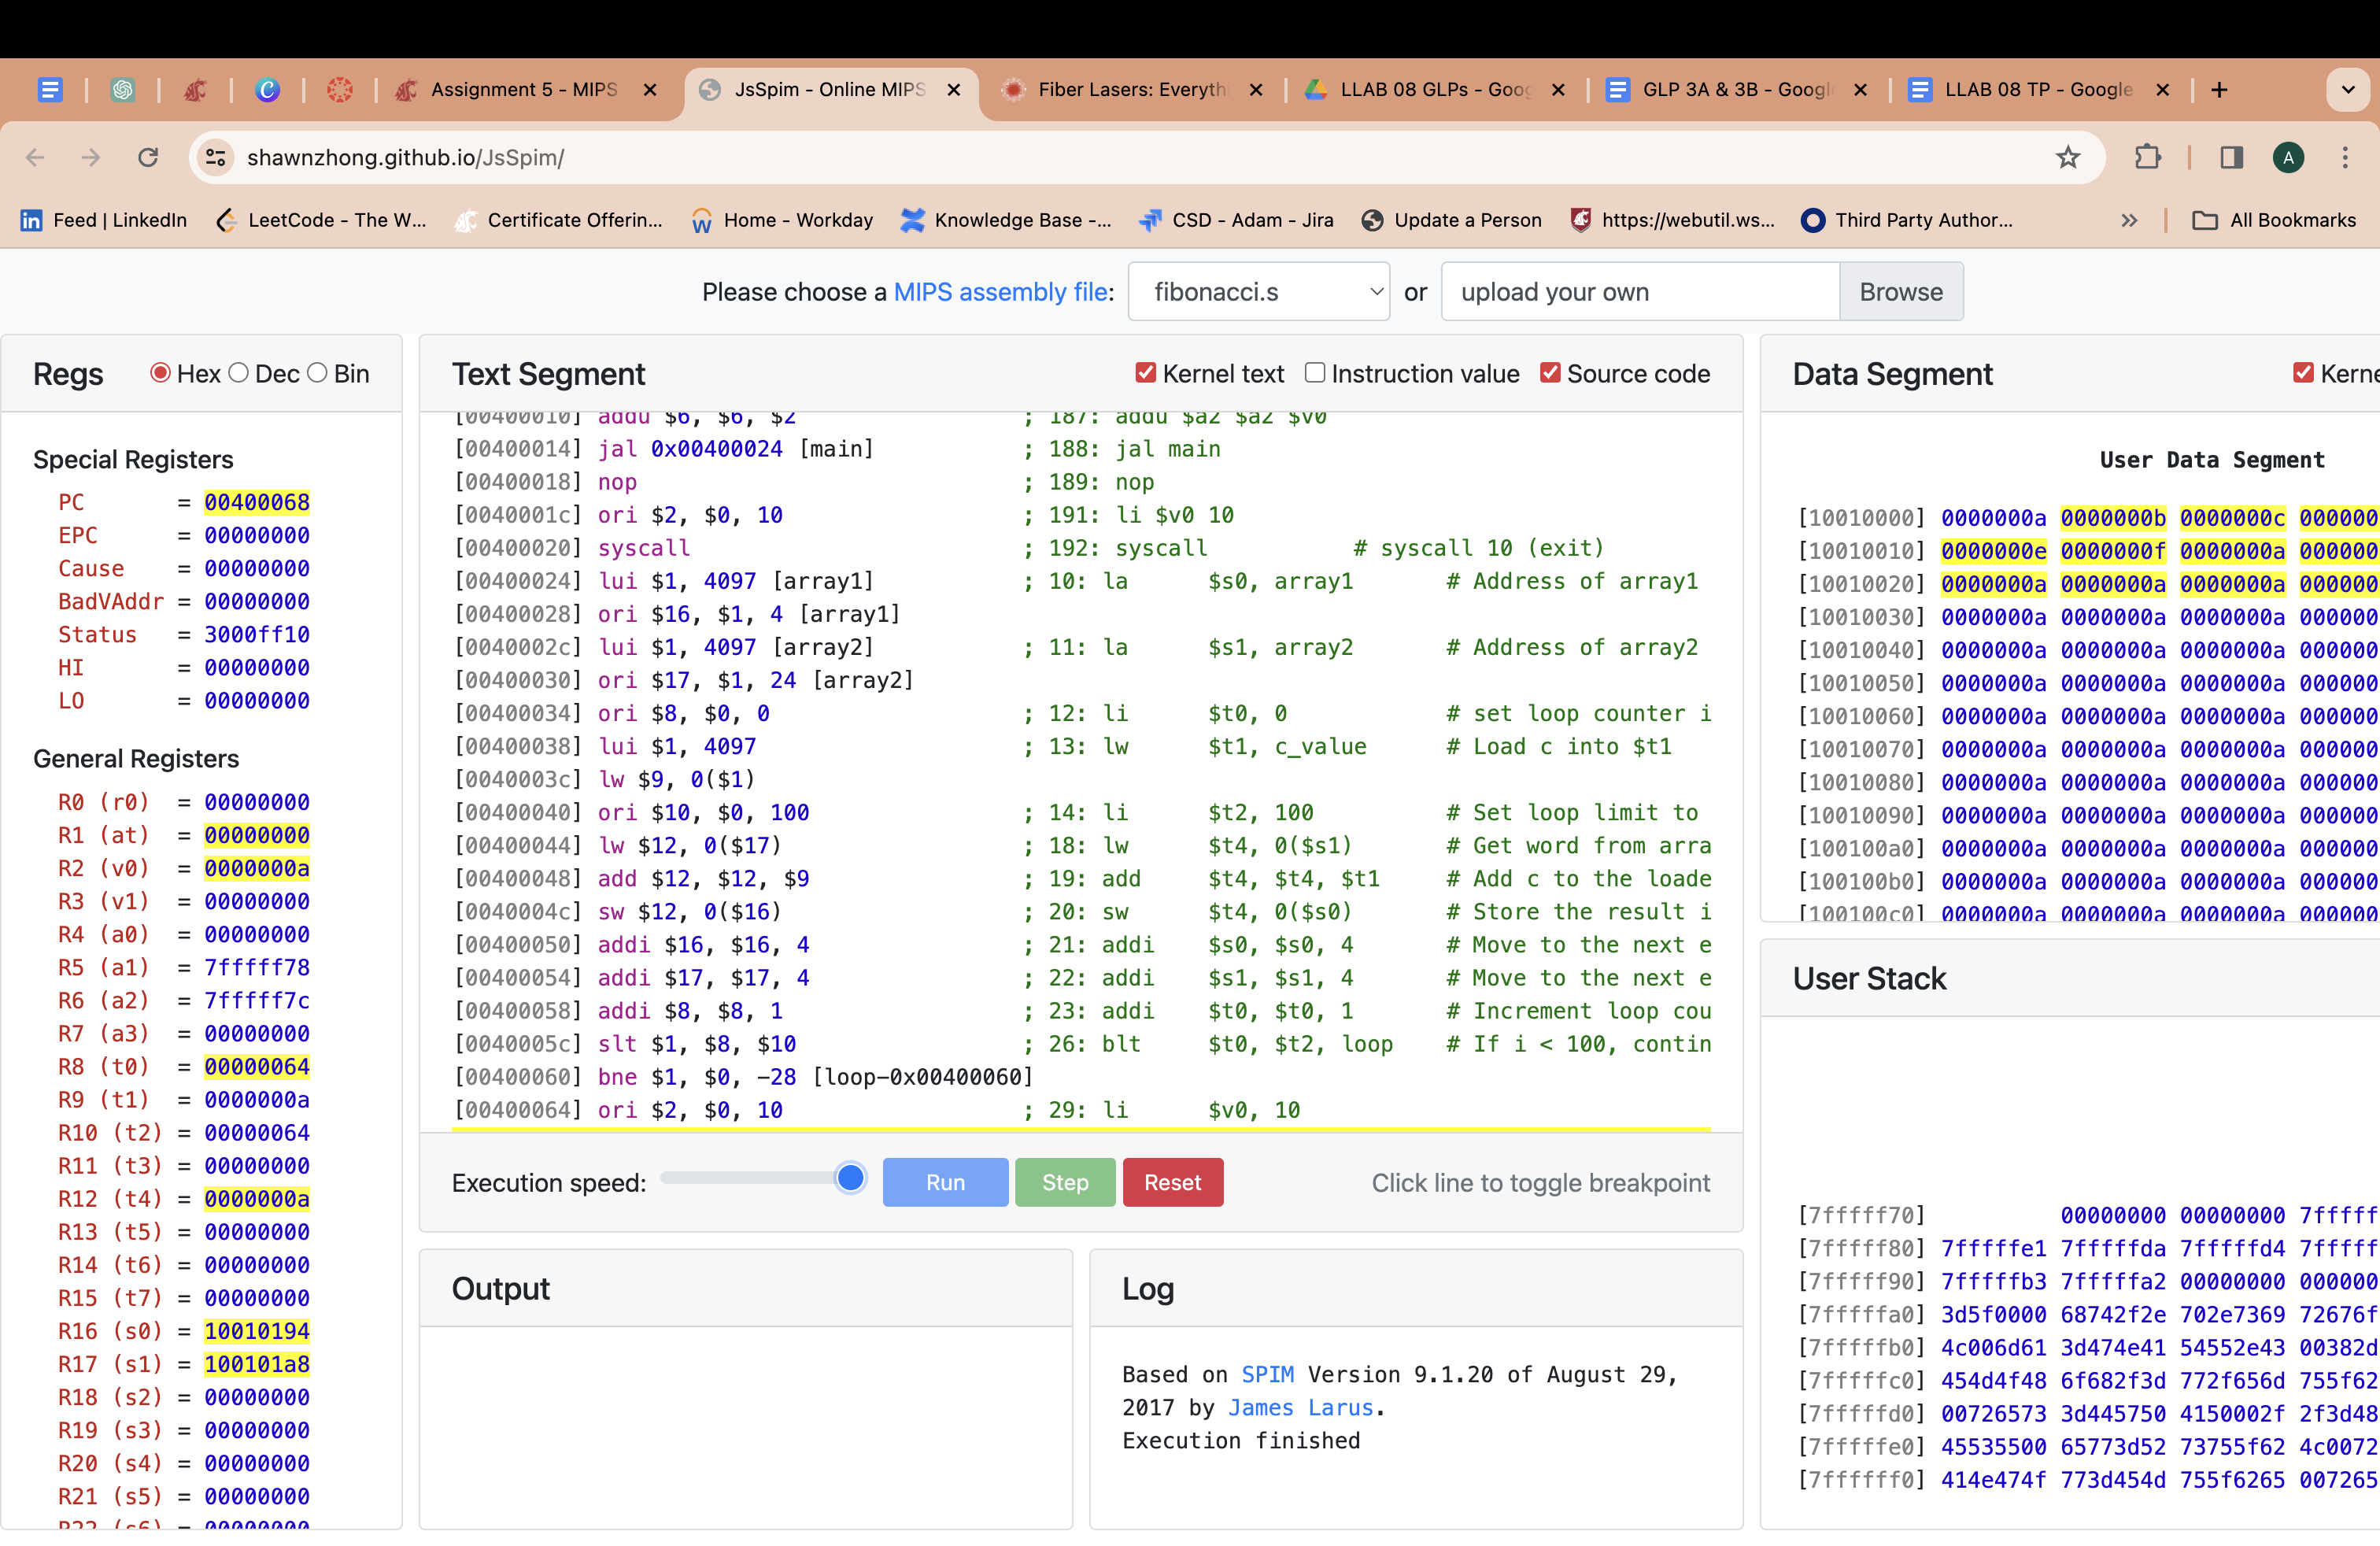 Assignment 5 - MIPS
JsSpim - Online MIPS
Fiber Lasers: Everythi
LLAB 08 GLPs - Goog
GLP 3A & 3B - Googl
LLAB 08 TP - Google
shawnzhong.github.io/JsSpim/
A
Feed | LinkedIn
LeetCode - The W...
Certificate Offerin...
Home - Workday
Knowledge Base -...
CSD - Adam - Jira
Update a Person
https://webutil.ws...
Third Party Author...
All Bookmarks
Please choose a MIPS assembly file: fibonacci.s or upload your own Browse
Regs Hex Dec Bin
Special Registers
PC = 00400068
EPC = 00000000
Cause = 00000000
BadVAddr = 00000000
Status = 3000ff10
HI = 00000000
LO = 00000000
General Registers
R0 (r0) = 00000000
R1 (at) = 00000000
R2 (v0) = 0000000a
R3 (v1) = 00000000
R4 (a0) = 00000000
R5 (a1) = 7fffff78
R6 (a2) = 7fffff7c
R7 (a3) = 00000000
R8 (t0) = 00000064
R9 (t1) = 0000000a
R10 (t2) = 00000064
R11 (t3) = 00000000
R12 (t4) = 0000000a
R13 (t5) = 00000000
R14 (t6) = 00000000
R15 (t7) = 00000000
R16 (s0) = 10010194
R17 (s1) = 100101a8
R18 (s2) = 00000000
R19 (s3) = 00000000
R20 (s4) = 00000000
R21 (s5) = 00000000
R22 (s6) = 00000000
Text Segment Kernel text Instruction value Source code
[00400010] addu $6, $6, $2 ; 187: addu $a2 $a2 $v0
[00400014] jal 0x00400024 [main] ; 188: jal main
[00400018] nop ; 189: nop
[0040001c] ori $2, $0, 10 ; 191: li $v0 10
[00400020] syscall ; 192: syscall # syscall 10 (exit)
[00400024] lui $1, 4097 [array1] ; 10: la $s0, array1 # Address of array1
[00400028] ori $16, $1, 4 [array1]
[0040002c] lui $1, 4097 [array2] ; 11: la $s1, array2 # Address of array2
[00400030] ori $17, $1, 24 [array2]
[00400034] ori $8, $0, 0 ; 12: li $t0, 0 # set loop counter i
[00400038] lui $1, 4097 ; 13: lw $t1, c_value # Load c into $t1
[0040003c] lw $9, 0($1)
[00400040] ori $10, $0, 100 ; 14: li $t2, 100 # Set loop limit to
[00400044] lw $12, 0($17) ; 18: lw $t4, 0($s1) # Get word from arra
[00400048] add $12, $12, $9 ; 19: add $t4, $t4, $t1 # Add c to the loade
[0040004c] sw $12, 0($16) ; 20: sw $t4, 0($s0) # Store the result i
[00400050] addi $16, $16, 4 ; 21: addi $s0, $s0, 4 # Move to the next e
[00400054] addi $17, $17, 4 ; 22: addi $s1, $s1, 4 # Move to the next e
[00400058] addi $8, $8, 1 ; 23: addi $t0, $t0, 1 # Increment loop cou
[0040005c] slt $1, $8, $10 ; 26: blt $t0, $t2, loop # If i < 100, contin
[00400060] bne $1, $0, −28 [loop-0x00400060]
[00400064] ori $2, $0, 10 ; 29: li $v0, 10
Execution speed: Run Step Reset Click line to toggle breakpoint
Output
Log
Based on SPIM Version 9.1.20 of August 29,
2017 by James Larus.
Execution finished
Data Segment Kerne
User Data Segment
[10010000] 0000000a 0000000b 0000000c 000000
[10010010] 0000000e 0000000f 0000000a 000000
[10010020] 0000000a 0000000a 0000000a 000000
[10010030] 0000000a 0000000a 0000000a 000000
[10010040] 0000000a 0000000a 0000000a 000000
[10010050] 0000000a 0000000a 0000000a 000000
[10010060] 0000000a 0000000a 0000000a 000000
[10010070] 0000000a 0000000a 0000000a 000000
[10010080] 0000000a 0000000a 0000000a 000000
[10010090] 0000000a 0000000a 0000000a 000000
[100100a0] 0000000a 0000000a 0000000a 000000
[100100b0] 0000000a 0000000a 0000000a 000000
[100100c0] 0000000a 0000000a 0000000a 000000
User Stack
[7fffff70] 00000000 00000000 7fffff
[7fffff80] 7fffffe1 7fffffda 7fffffd4 7fffff
[7fffff90] 7fffffb3 7fffffa2 00000000 000000
[7fffffa0] 3d5f0000 68742f2e 702e7369 72676f
[7fffffb0] 4c006d61 3d474e41 54552e43 00382d
[7fffffc0] 454d4f48 6f682f3d 772f656d 755f62
[7fffffd0] 00726573 3d445750 4150002f 2f3d48
[7fffffe0] 45535500 65773d52 73755f62 4c0072
[7ffffff0] 414e474f 773d454d 755f6265 007265